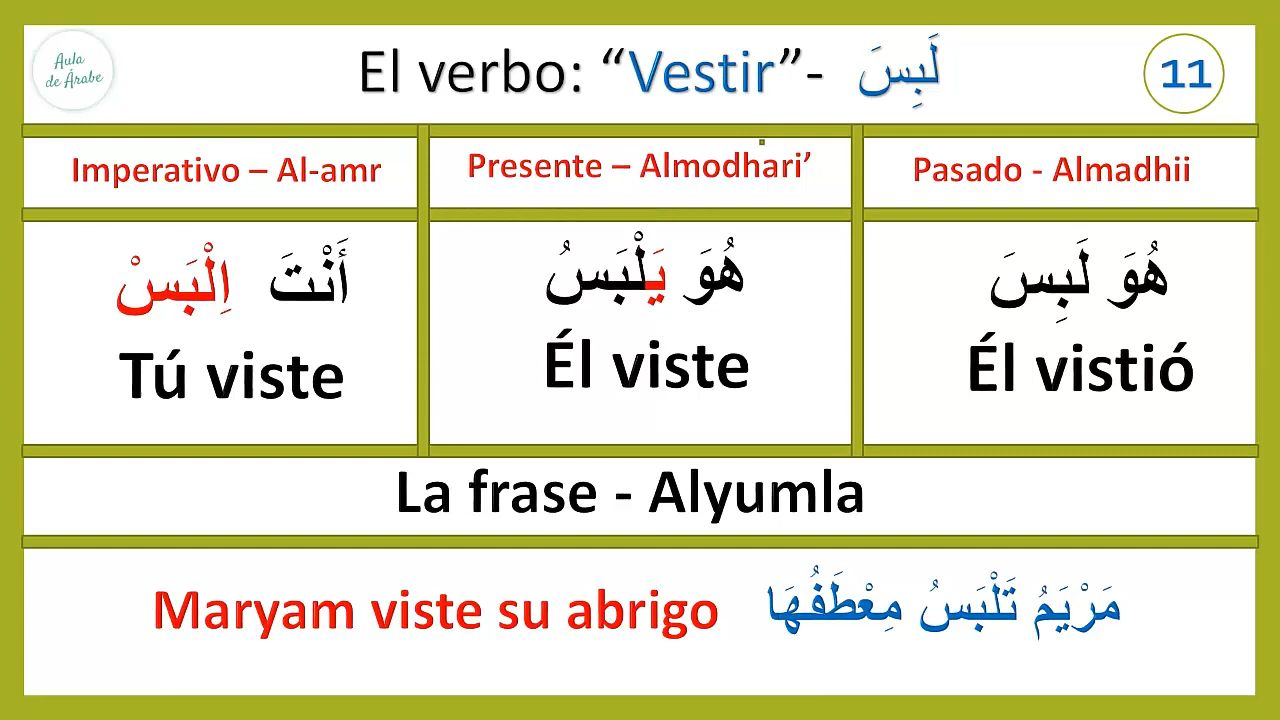 Aula
de Árabe
El verbo: “Vestir”- لَبِسَ
11
Imperativo – Al-amr
Presente – Almodhari’
Pasado - Almadhii
أَنْتَ اِلْبَسْ
Tú viste
هُوَ يَلْبَسُ
Él viste
هُوَ لَبِسَ
Él vistió
La frase - Alyumla
Maryam viste su abrigo مَرْيَمُ تَلْبَسُ مِعْطَفُهَا